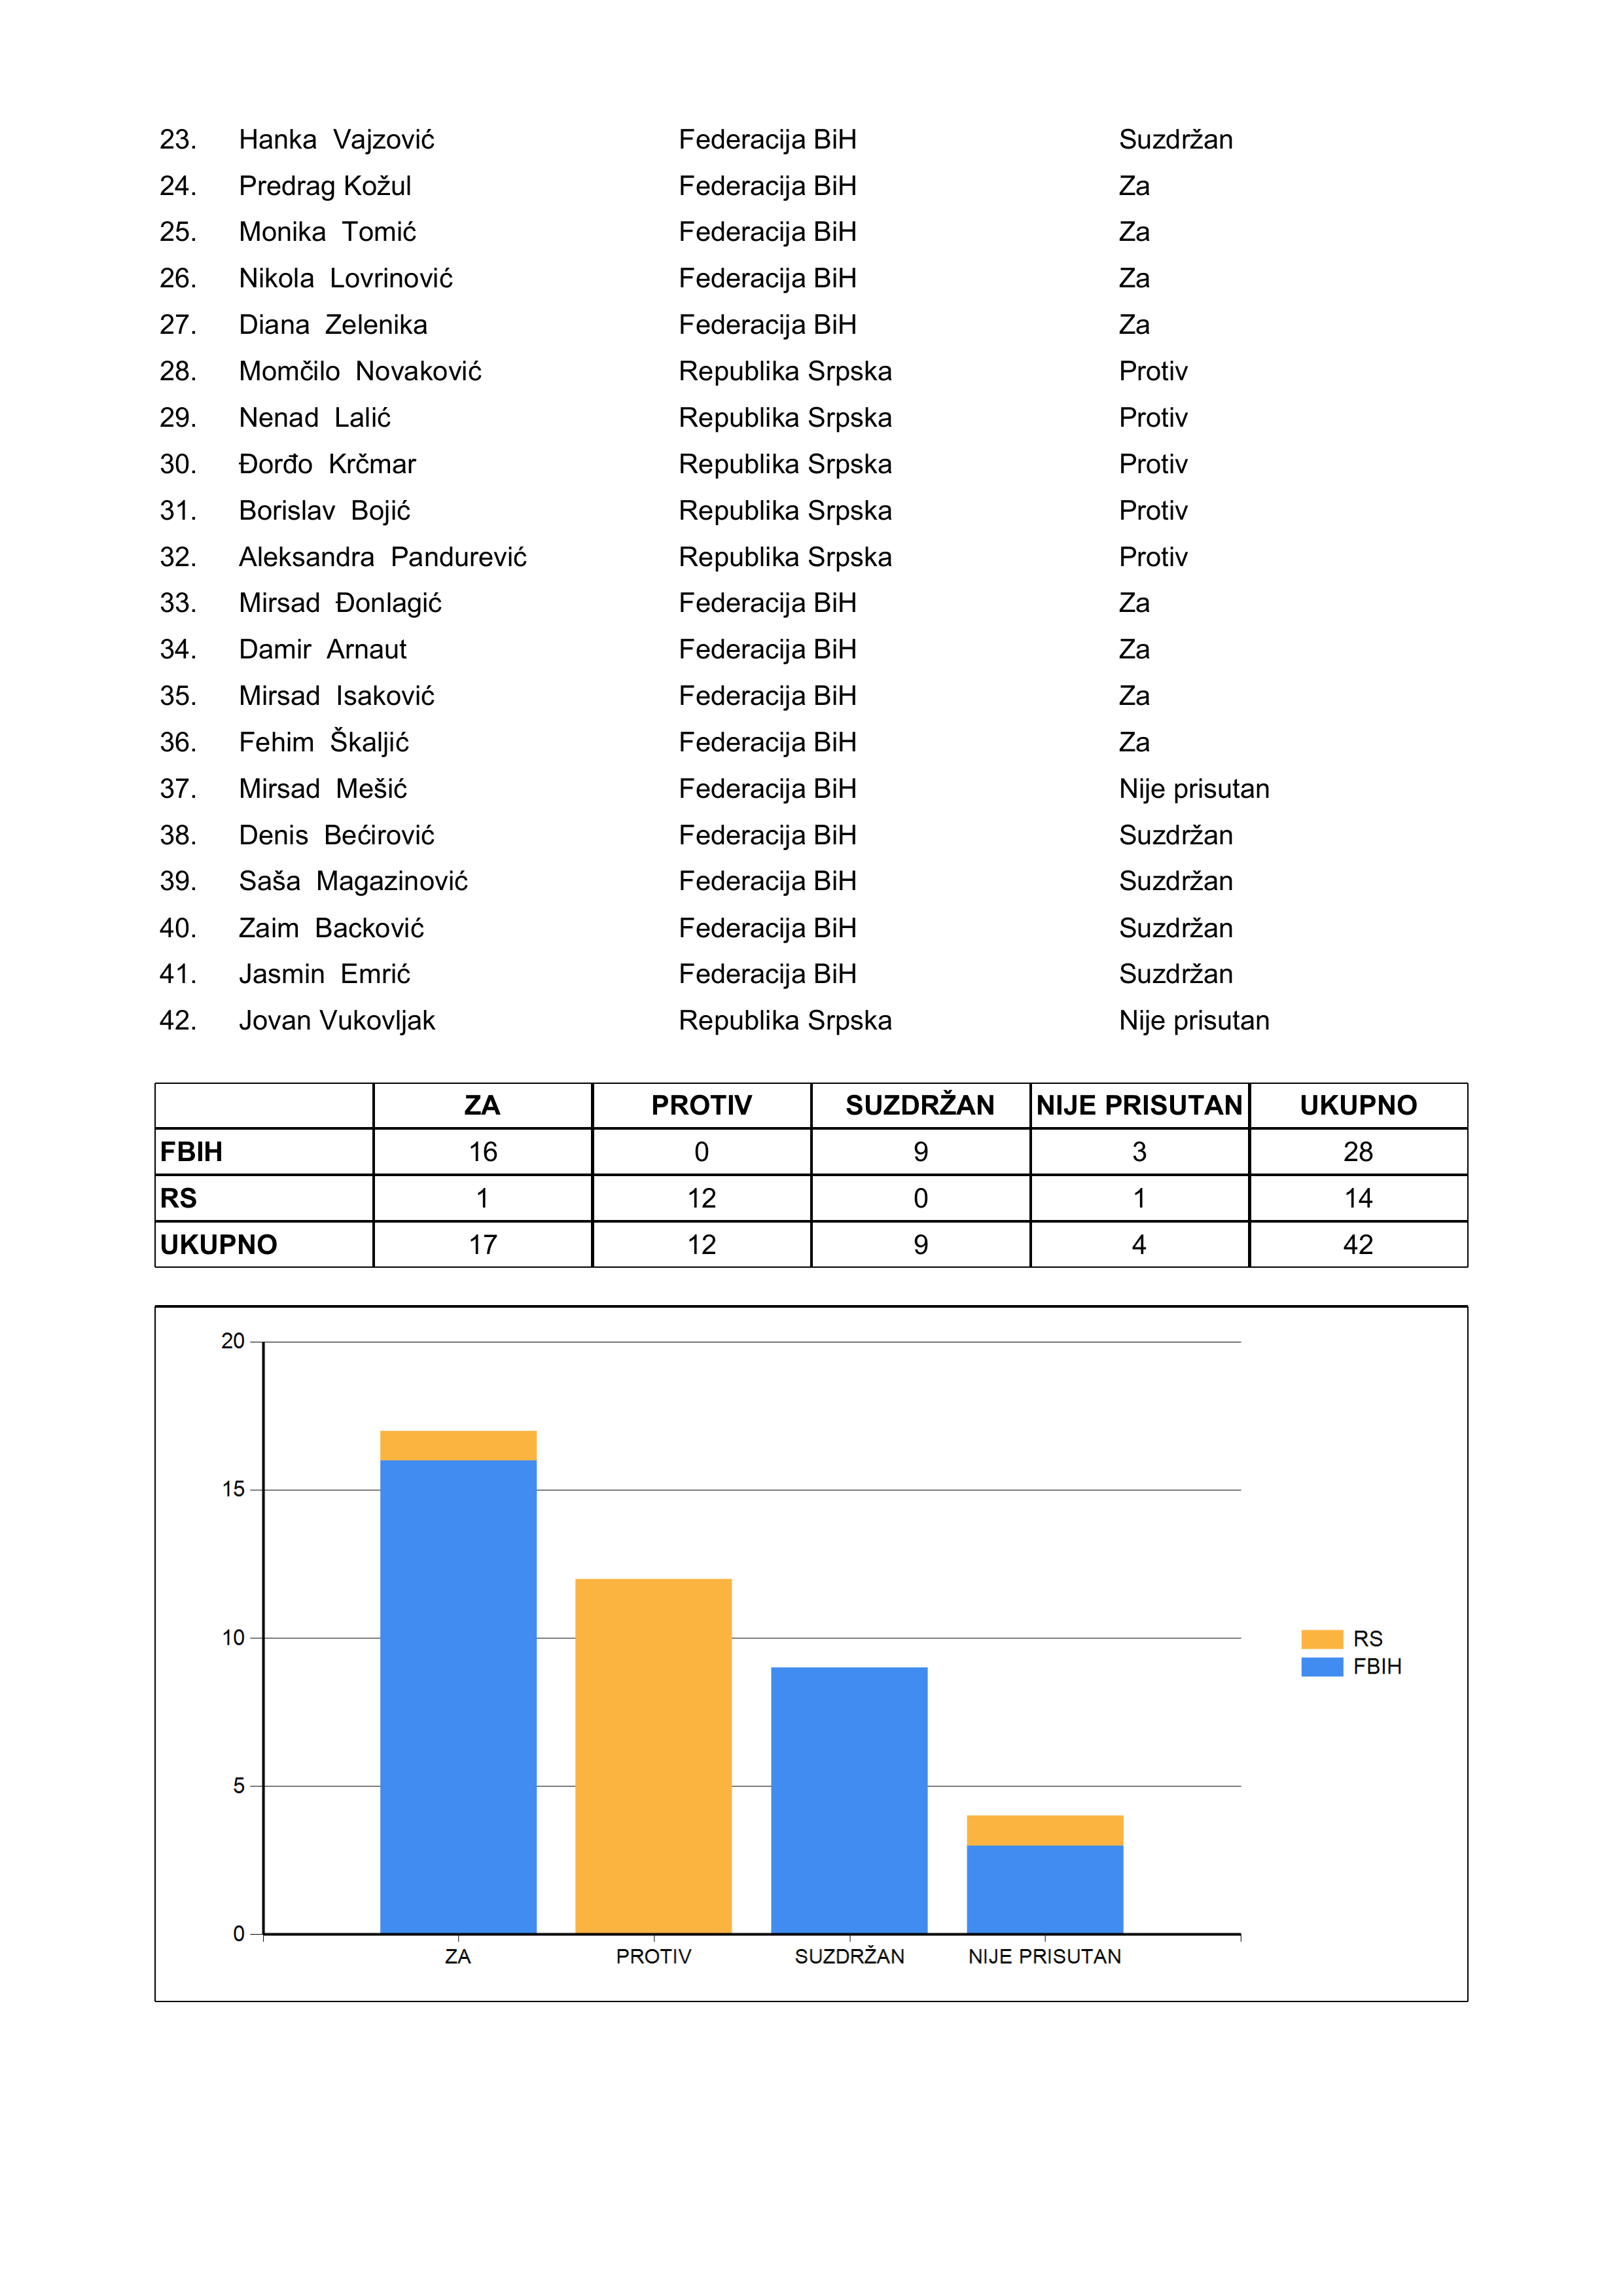 23. Hanka Vajzović Federacija BiH Suzdržan
24. Predrag Kožul Federacija BiH Za
25. Monika Tomić Federacija BiH Za
26. Nikola Lovrinović Federacija BiH Za
27. Diana Zelenika Federacija BiH Za
28. Momčilo Novaković Republika Srpska Protiv
29. Nenad Lalić Republika Srpska Protiv
30. Đorđo Krčmar Republika Srpska Protiv
31. Borislav Bojić Republika Srpska Protiv
32. Aleksandra Pandurević Republika Srpska Protiv
33. Mirsad Đonlagić Federacija BiH Za
34. Damir Arnaut Federacija BiH Za
35. Mirsad Isaković Federacija BiH Za
36. Fehim Škaljić Federacija BiH Za
37. Mirsad Mešić Federacija BiH Nije prisutan
38. Denis Bećirović Federacija BiH Suzdržan
39. Saša Magazinović Federacija BiH Suzdržan
40. Zaim Backović Federacija BiH Suzdržan
41. Jasmin Emrić Federacija BiH Suzdržan
42. Jovan Vukovljak Republika Srpska Nije prisutan
ZA PROTIV SUZDRŽAN NIJE PRISUTAN UKUPNO
FBIH 16 0 9 3 28
RS 1 12 0 1 14
UKUPNO 17 12 9 4 42
20
15
10
5
0
ZA PROTIV SUZDRŽAN NIJE PRISUTAN
RS
FBIH